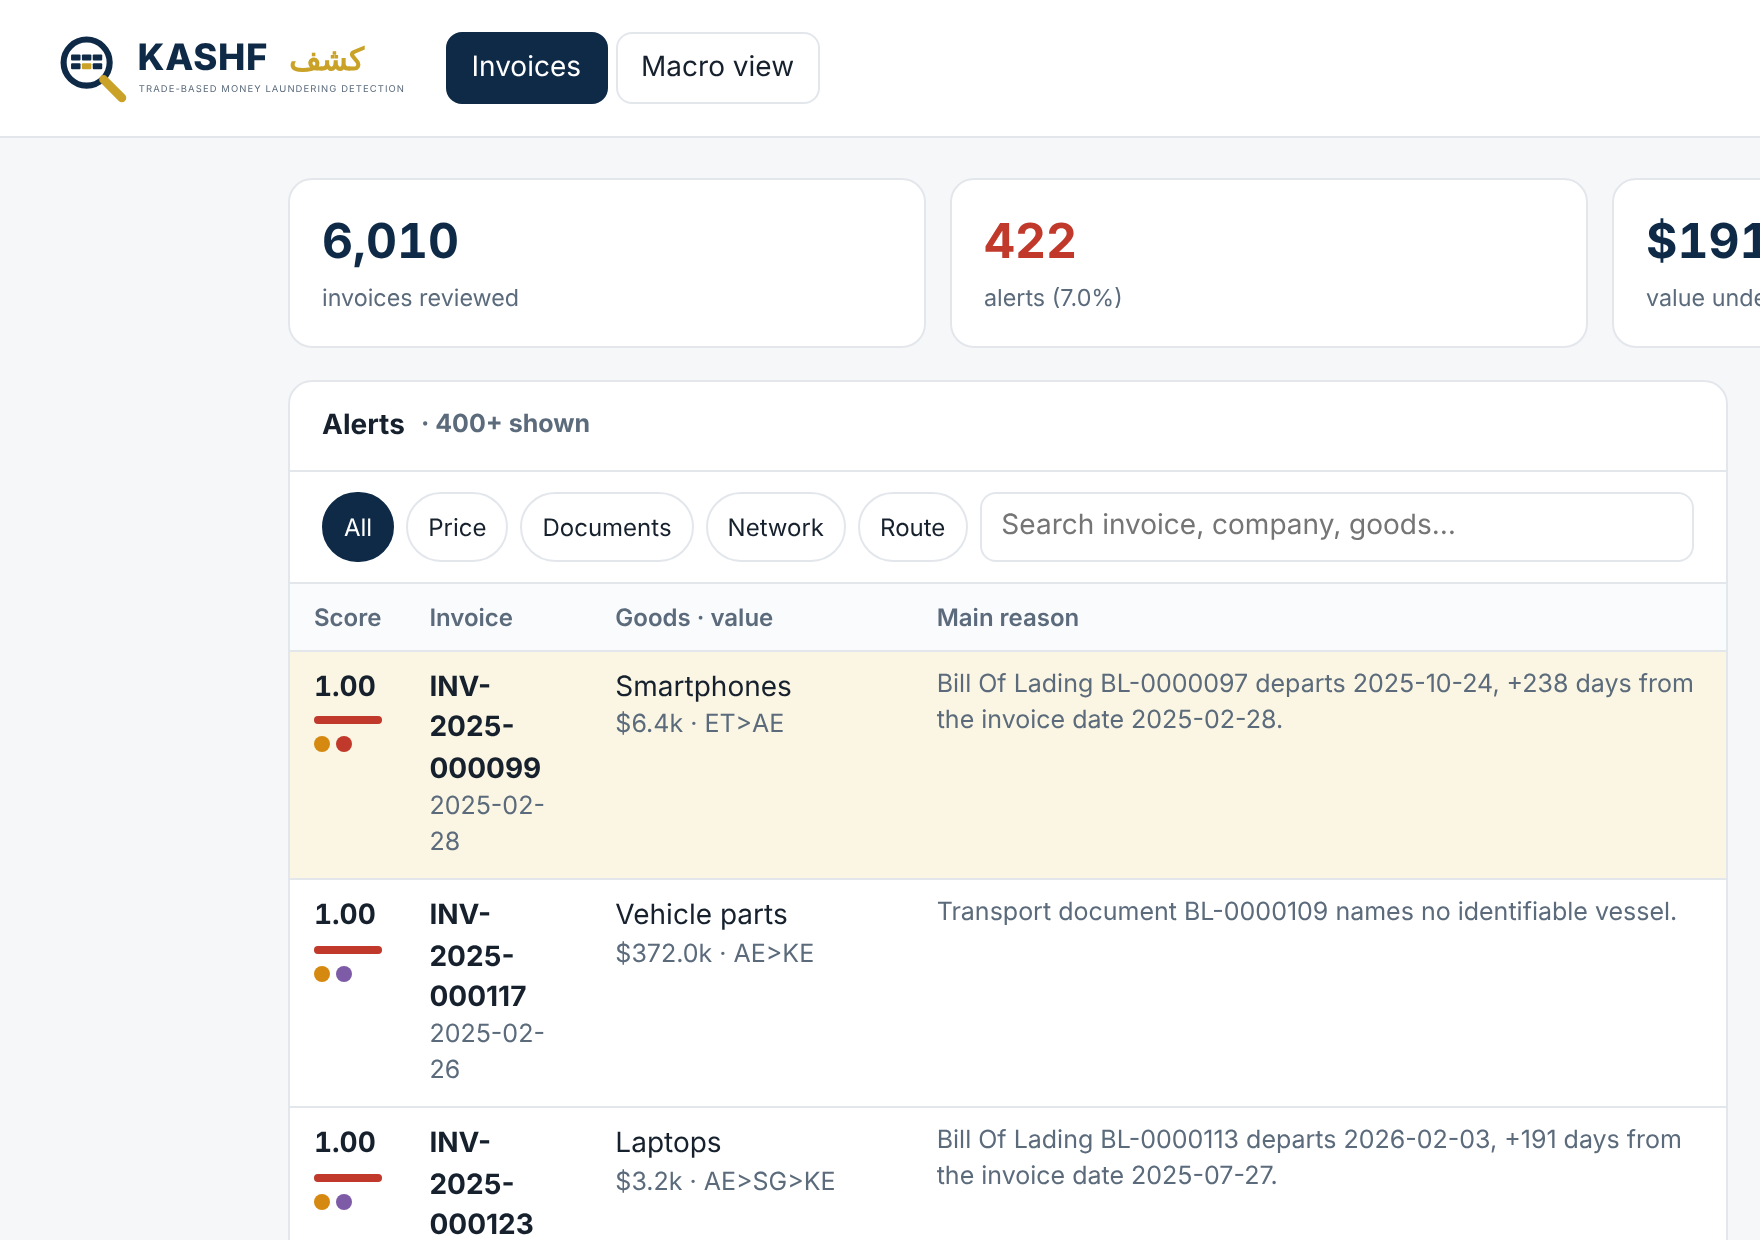 KASHF كشف
TRADE-BASED MONEY LAUNDERING DETECTION
Invoices
Macro view
6,010
invoices reviewed
422
alerts (7.0%)
$191
value unde
Alerts · 400+ shown
All
Price
Documents
Network
Route
Search invoice, company, goods...
Score
Invoice
Goods · value
Main reason
1.00
INV-
2025-
000099
2025-02-
28
Smartphones
$6.4k · ET>AE
Bill Of Lading BL-0000097 departs 2025-10-24, +238 days from
the invoice date 2025-02-28.
1.00
INV-
2025-
000117
2025-02-
26
Vehicle parts
$372.0k · AE>KE
Transport document BL-0000109 names no identifiable vessel.
1.00
INV-
2025-
000123
Laptops
$3.2k · AE>SG>KE
Bill Of Lading BL-0000113 departs 2026-02-03, +191 days from
the invoice date 2025-07-27.